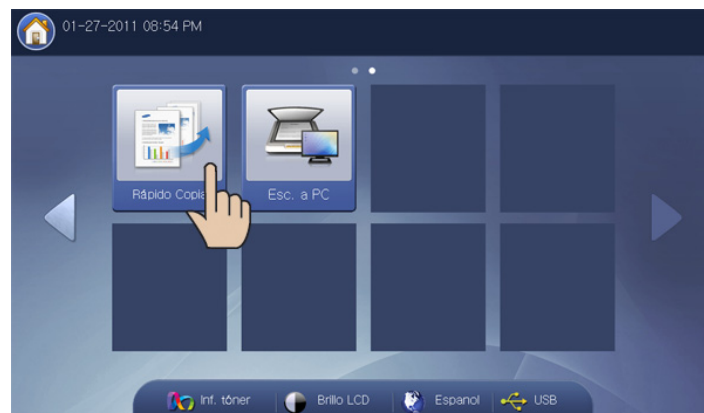 01-27-2011 08:54 PM
Rápido Copia
Esc. a PC
Inf. tóner
Brillo LCD
Espanol
USB